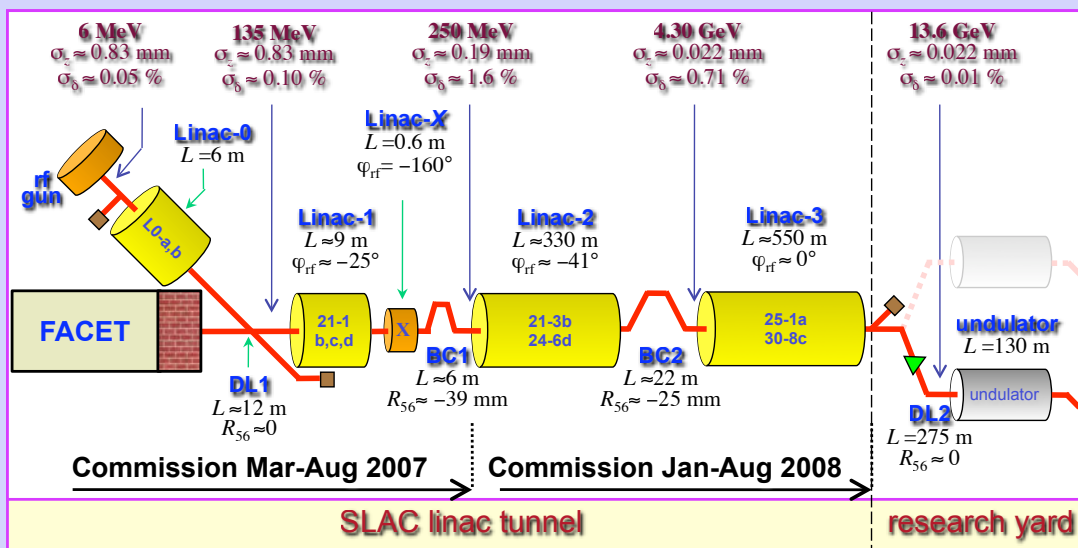 6 MeV
σz ≈ 0.83 mm
σδ ≈ 0.05 %
135 MeV
σz ≈ 0.83 mm
σδ ≈ 0.10 %
250 MeV
σz ≈ 0.19 mm
σδ ≈ 1.6 %
4.30 GeV
σz ≈ 0.022 mm
σδ ≈ 0.71 %
13.6 GeV
σz ≈ 0.022 mm
σδ ≈ 0.01 %
rf
gun
Linac-0
L =6 m
L0-a,b
Linac-X
L =0.6 m
φrf = −160°
Linac-1
L ≈9 m
φrf ≈ −25°
Linac-2
L ≈330 m
φrf ≈ −41°
Linac-3
L ≈550 m
φrf ≈ 0°
FACET
21-1
b,c,d
X
21-3b
24-6d
25-1a
30-8c
undulator
L =130 m
undulator
DL1
L ≈12 m
R56 ≈0
BC1
L ≈6 m
R56 ≈ −39 mm
BC2
L ≈22 m
R56 ≈ −25 mm
DL2
L =275 m
R56 ≈ 0
Commission Mar-Aug 2007
Commission Jan-Aug 2008
SLAC linac tunnel
research yard